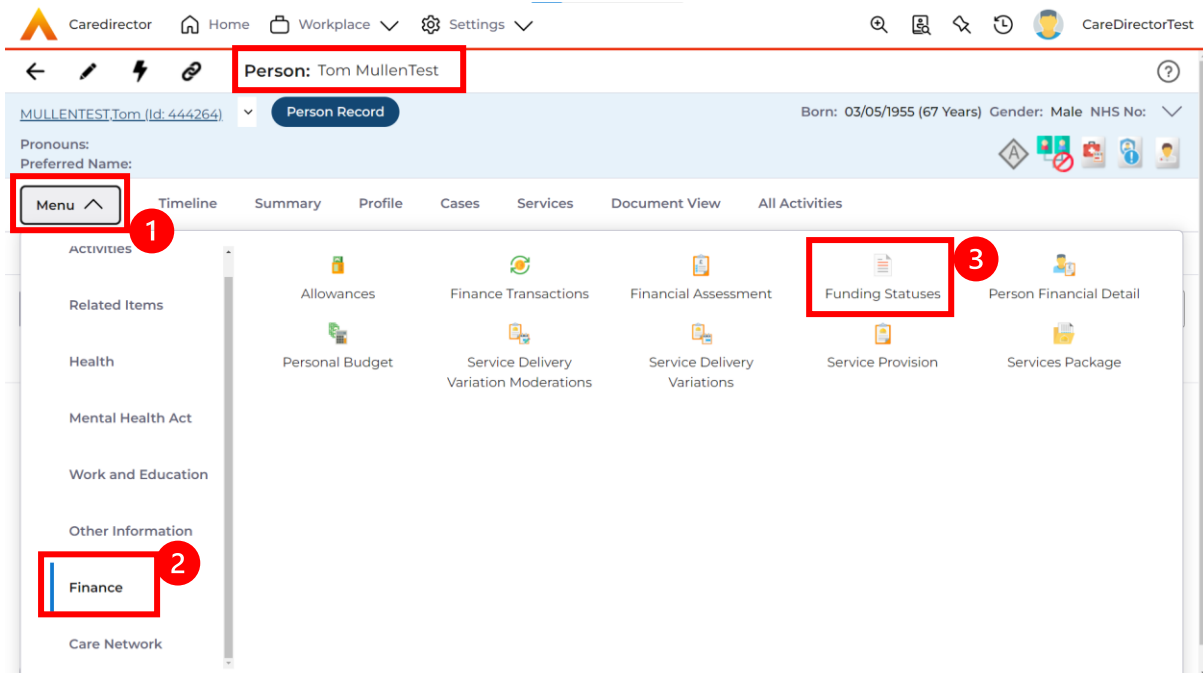 Caredirector Home Workplace Settings CareDirectorTest
Person: Tom MullenTest
MULLENTEST,Tom (Id: 444264) Person Record Born: 03/05/1955 (67 Years) Gender: Male NHS No:
Pronouns:
Preferred Name:
A
Menu Timeline Summary Profile Cases Services Document View All Activities
1
Activities
Related Items
Health
Mental Health Act
Work and Education
Other Information
Finance
2
Care Network
3
Allowances Finance Transactions Financial Assessment Funding Statuses Person Financial Detail
Personal Budget Service Delivery Service Delivery Service Provision Services Package
Variation Moderations Variations